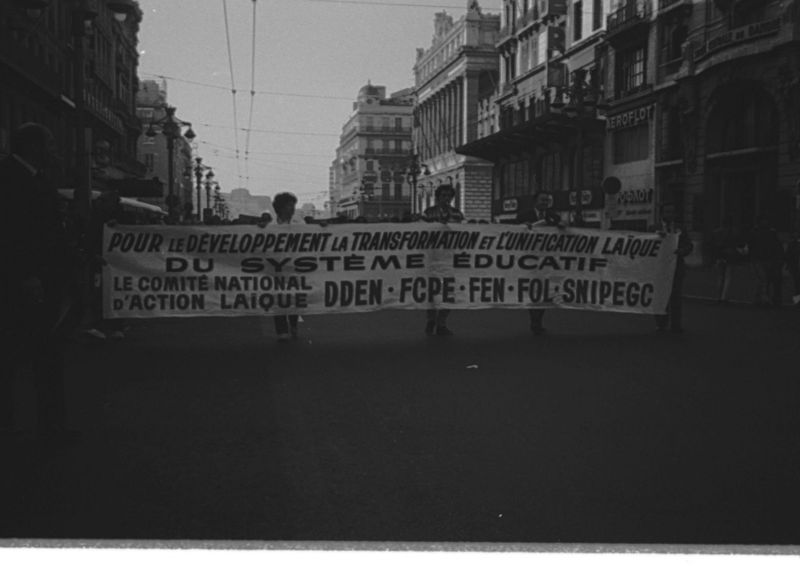 POUR LE DÉVELOPPEMENT LA TRANSFORMATION ET L'UNIFICATION LAÏQUE
DU SYSTÈME ÉDUCATIF
LE COMITÉ NATIONAL
D'ACTION LAÏQUE
DDEN · FCPE · FEN · FOL · SNIPEGC
AEROFLOT